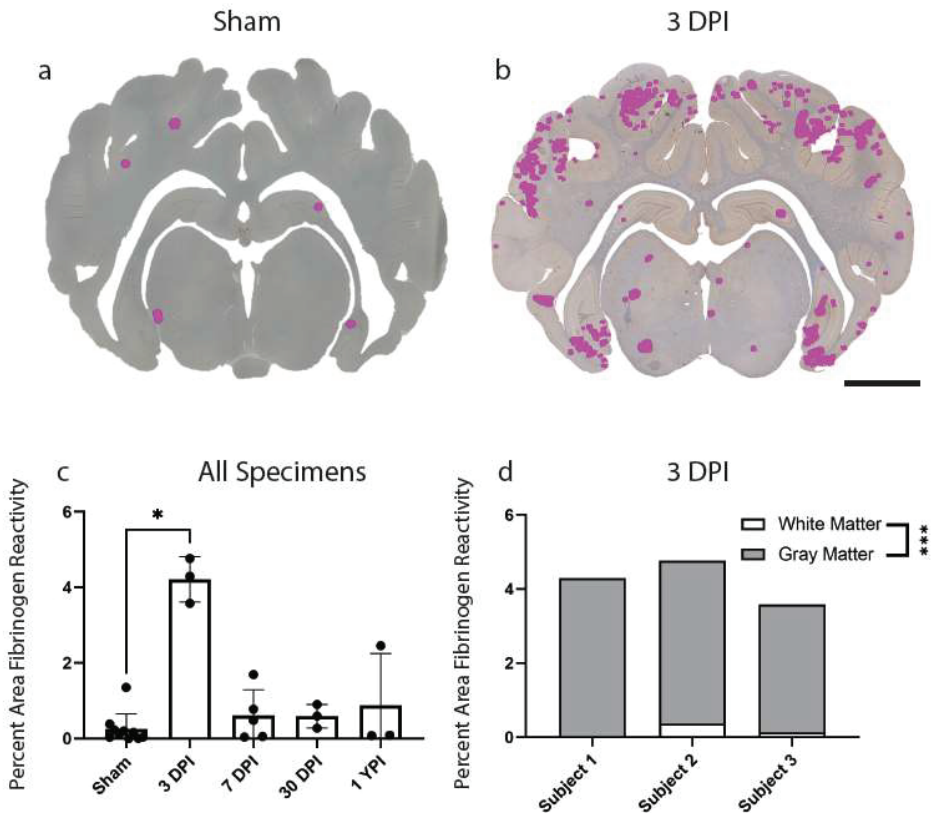 Sham
3 DPI
a
b
c
All Specimens
d
3 DPI
Percent Area Fibrinogen Reactivity
6
4
2
0
*
Sham
3 DPI
7 DPI
30 DPI
1 YPI
Percent Area Fibrinogen Reactivity
6
4
2
0
White Matter
Gray Matter
***
Subject 1
Subject 2
Subject 3